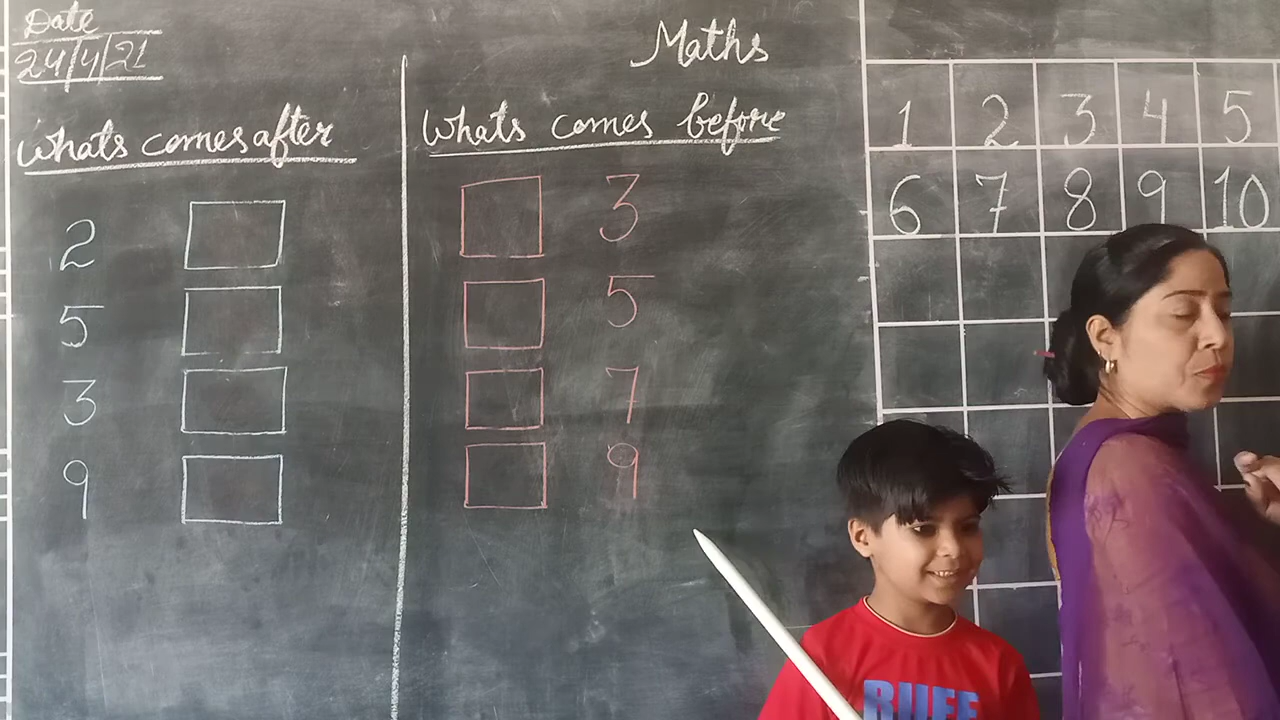 Date
24/4/21
Maths
Whats comes after
2
5
3
9
Whats comes before
3
5
7
9
1 2 3 4 5
6 7 8 9 10